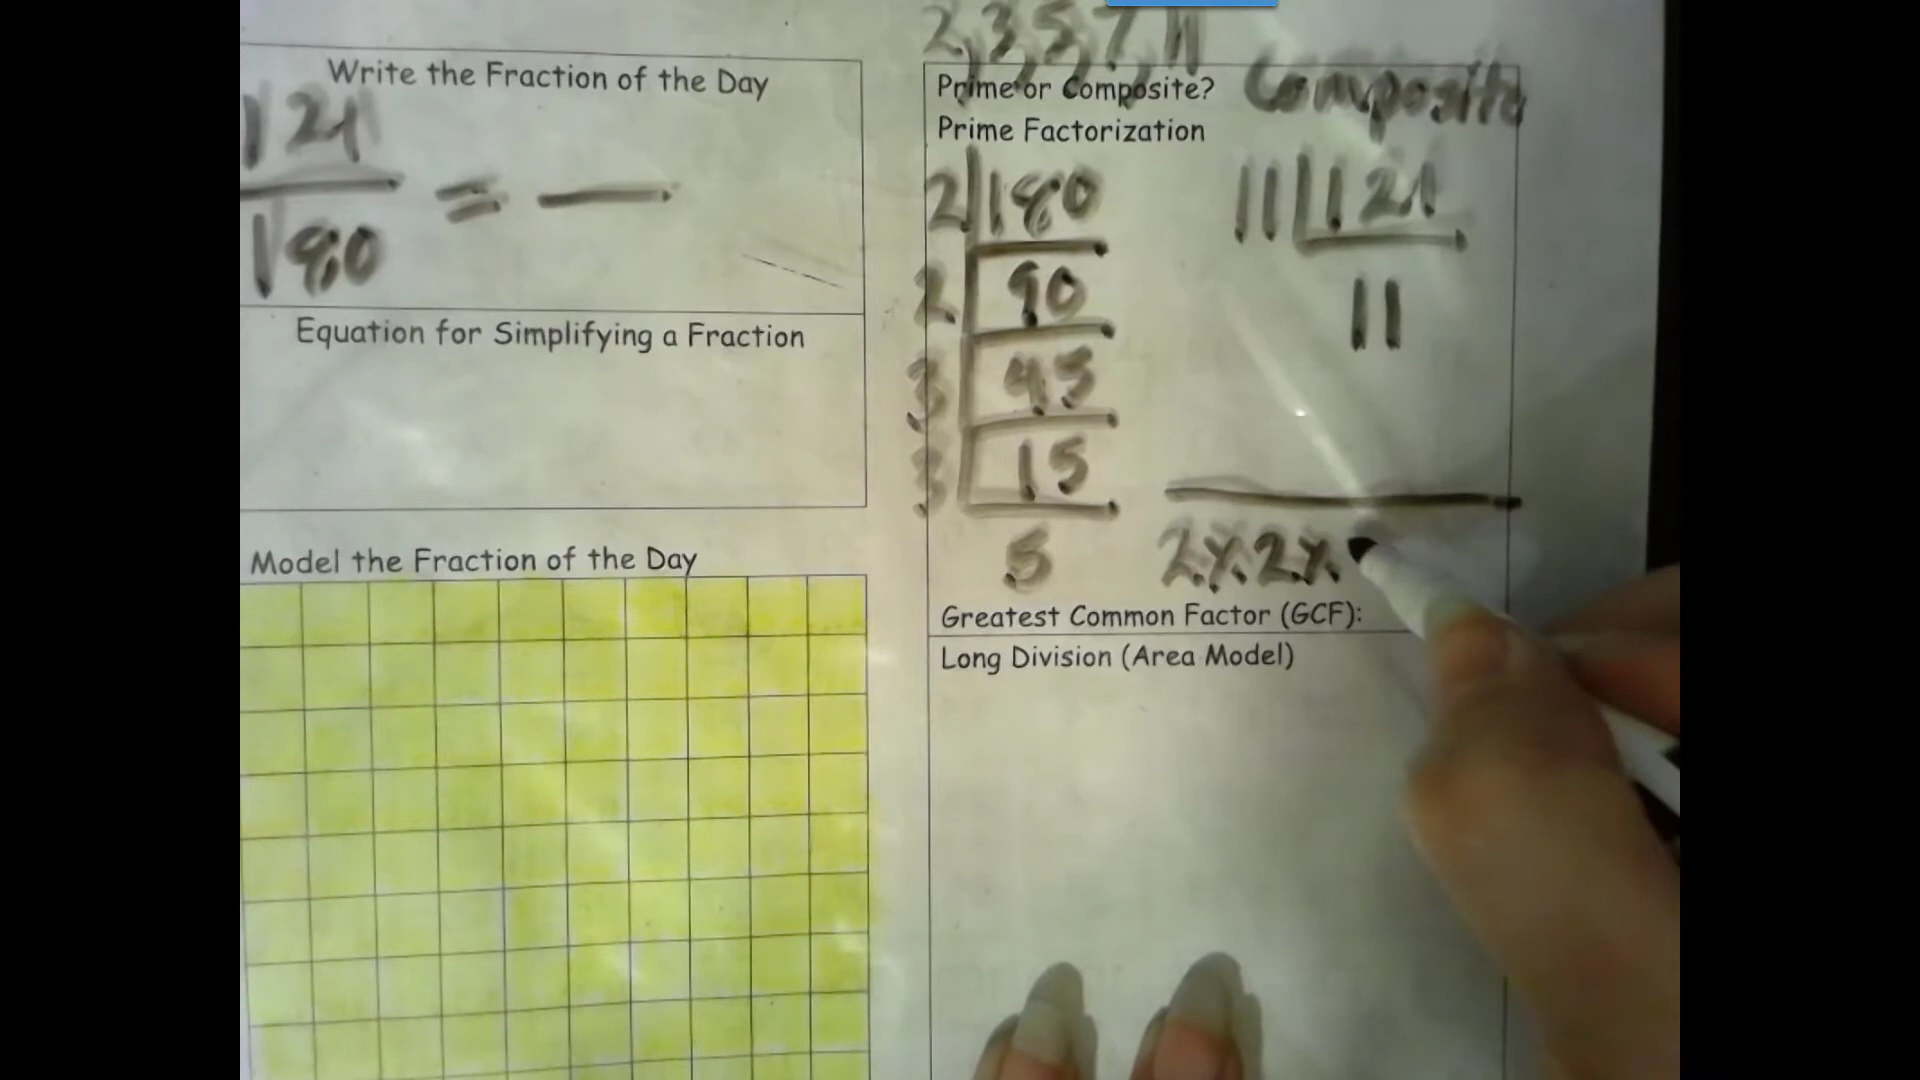 2, 3, 5, 7, 11
Write the Fraction of the Day
121
180
= —
Equation for Simplifying a Fraction
Model the Fraction of the Day
Prime or Composite? Composite
Prime Factorization
2 180
2 90
3 45
3 15
5
11 121
11
2 x 2 x
Greatest Common Factor (GCF):
Long Division (Area Model)